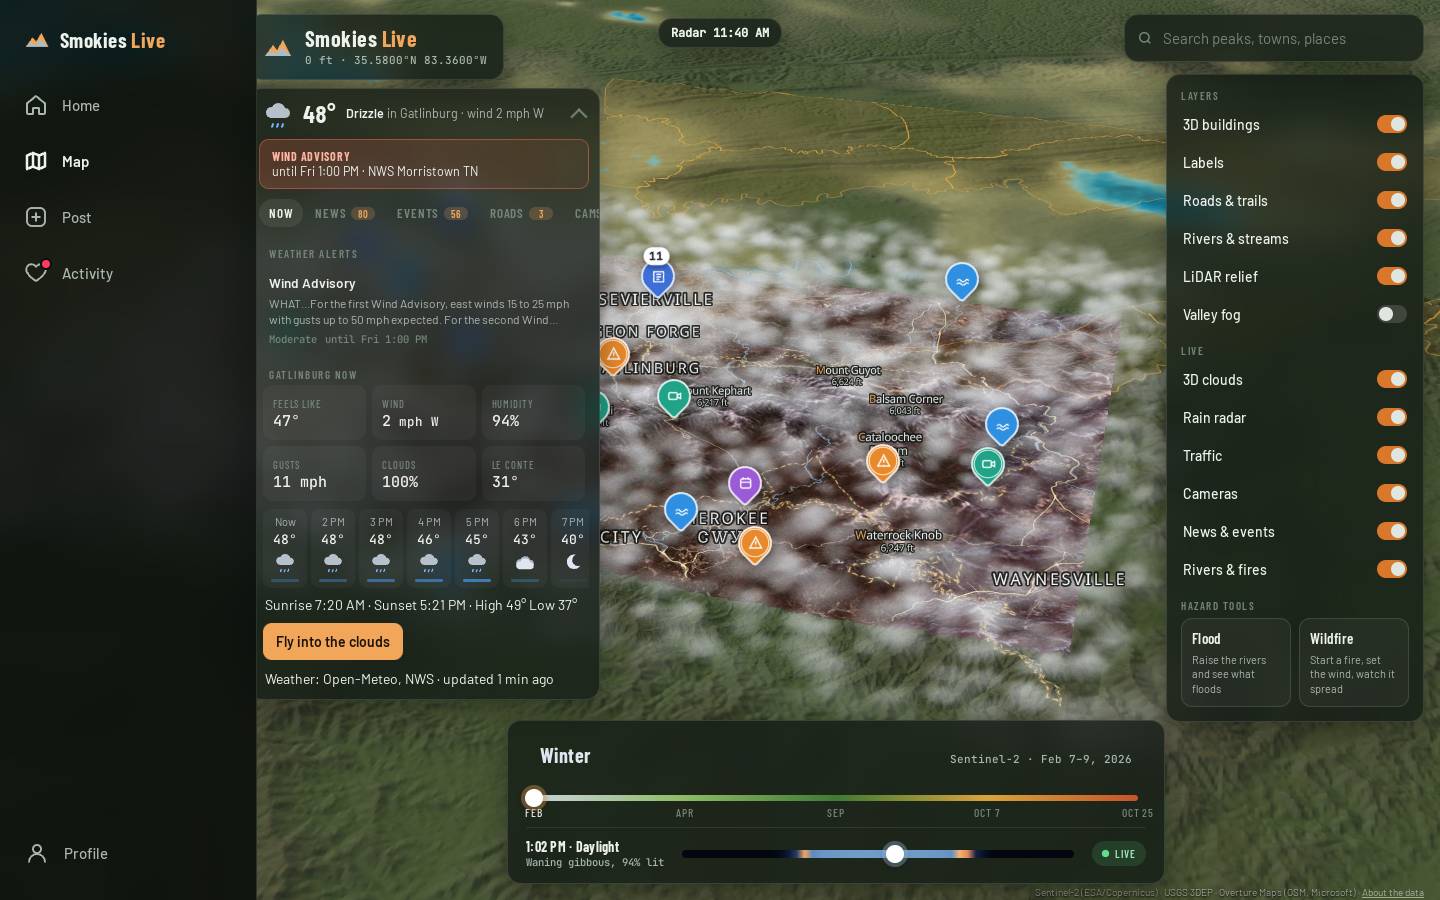 Smokies Live
Home
Map
Post
Activity
Profile
Smokies Live
0 ft · 35.5800°N 83.3600°W
Radar 11:40 AM
Search peaks, towns, places
48° Drizzle in Gatlinburg · wind 2 mph W
WIND ADVISORY
until Fri 1:00 PM · NWS Morristown TN
NOW NEWS 80 EVENTS 56 ROADS 3 CAMS
WEATHER ALERTS
Wind Advisory
WHAT...For the first Wind Advisory, east winds 15 to 25 mph
with gusts up to 50 mph expected. For the second Wind...
Moderate until Fri 1:00 PM
GATLINBURG NOW
FEELS LIKE
47°
WIND
2 mph W
HUMIDITY
94%
GUSTS
11 mph
CLOUDS
100%
LE CONTE
31°
Now 2 PM 3 PM 4 PM 5 PM 6 PM 7 PM
48° 48° 48° 46° 45° 43° 40°
Sunrise 7:20 AM · Sunset 5:21 PM · High 49° Low 37°
Fly into the clouds
Weather: Open-Meteo, NWS · updated 1 min ago
11
SEVIERVILLE
EON FORGE
LINBURG
Mount Guyot
6,624 ft
ount Kephart
6,217 ft
Balsam Corner
6,043 ft
Cataloochee
EROKEE
CITY
Waterrock Knob
6,247 ft
WAYNESVILLE
LAYERS
3D buildings
Labels
Roads & trails
Rivers & streams
LiDAR relief
Valley fog
LIVE
3D clouds
Rain radar
Traffic
Cameras
News & events
Rivers & fires
HAZARD TOOLS
Flood
Raise the rivers
and see what
floods
Wildfire
Start a fire, set
the wind, watch it
spread
Winter
Sentinel-2 · Feb 7-9, 2026
FEB APR SEP OCT 7 OCT 25
1:02 PM · Daylight
Waning gibbous, 94% lit
LIVE
Sentinel-2 (ESA/Copernicus) · USGS 3DEP · Overture Maps (OSM, Microsoft) · About the data